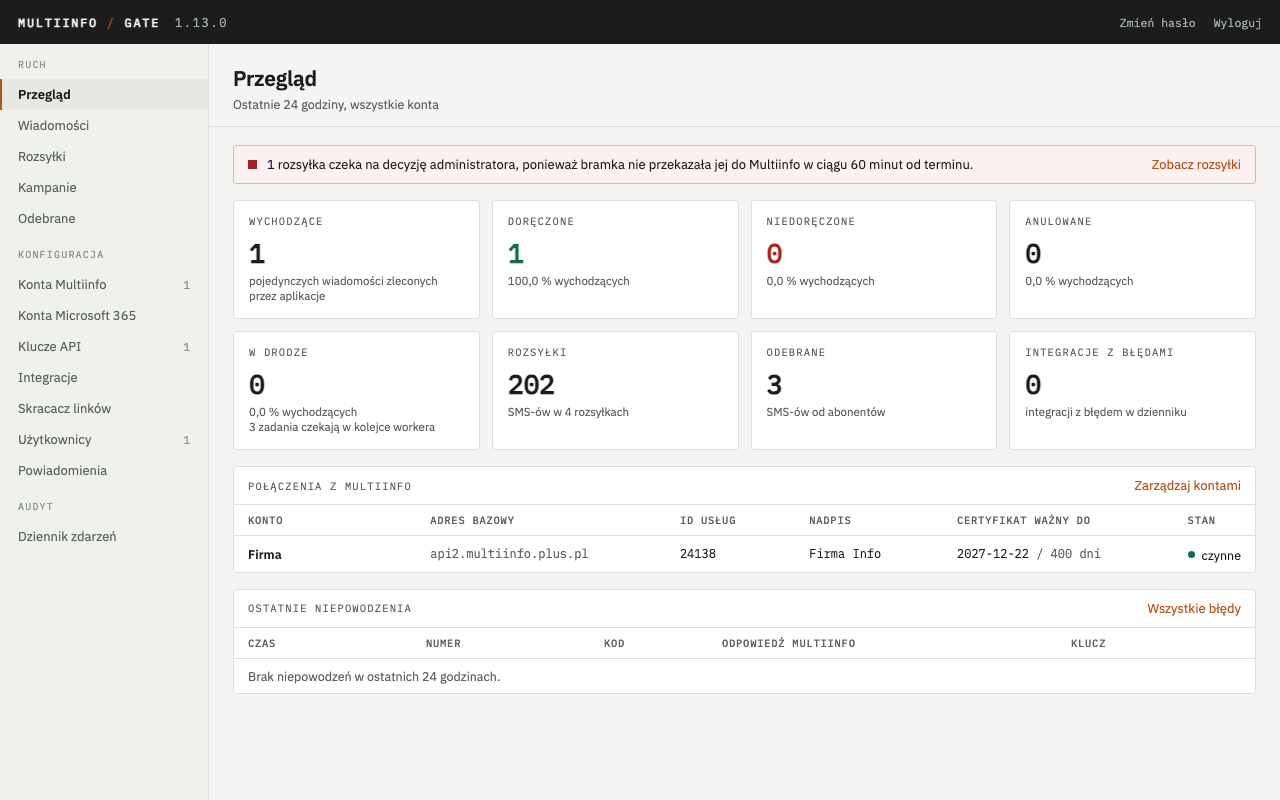 MULTIINFO / GATE 1.13.0
Zmień hasło Wyloguj
RUCH
Przegląd
Wiadomości
Rozsyłki
Kampanie
Odebrane
KONFIGURACJA
Konta Multiinfo 1
Konta Microsoft 365
Klucze API 1
Integracje
Skracacz linków
Użytkownicy 1
Powiadomienia
AUDYT
Dziennik zdarzeń
Przegląd
Ostatnie 24 godziny, wszystkie konta
1 rozsyłka czeka na decyzję administratora, ponieważ bramka nie przekazała jej do Multiinfo w ciągu 60 minut od terminu. Zobacz rozsyłki
WYCHODZĄCE
1
pojedynczych wiadomości zleconych
przez aplikacje
DORĘCZONE
1
100,0 % wychodzących
NIEDORĘCZONE
0
0,0 % wychodzących
ANULOWANE
0
0,0 % wychodzących
W DRODZE
0
0,0 % wychodzących
3 zadania czekają w kolejce workera
ROZSYŁKI
202
SMS-ów w 4 rozsyłkach
ODEBRANE
3
SMS-ów od abonentów
INTEGRACJE Z BŁĘDAMI
0
integracji z błędem w dzienniku
POŁĄCZENIA Z MULTIINFO Zarządzaj kontami
KONTO ADRES BAZOWY ID USŁUG NADPIS CERTYFIKAT WAŻNY DO STAN
Firma api2.multiinfo.plus.pl 24138 Firma Info 2027-12-22 / 400 dni czynne
OSTATNIE NIEPOWODZENIA Wszystkie błędy
CZAS NUMER KOD ODPOWIEDŹ MULTIINFO KLUCZ
Brak niepowodzeń w ostatnich 24 godzinach.